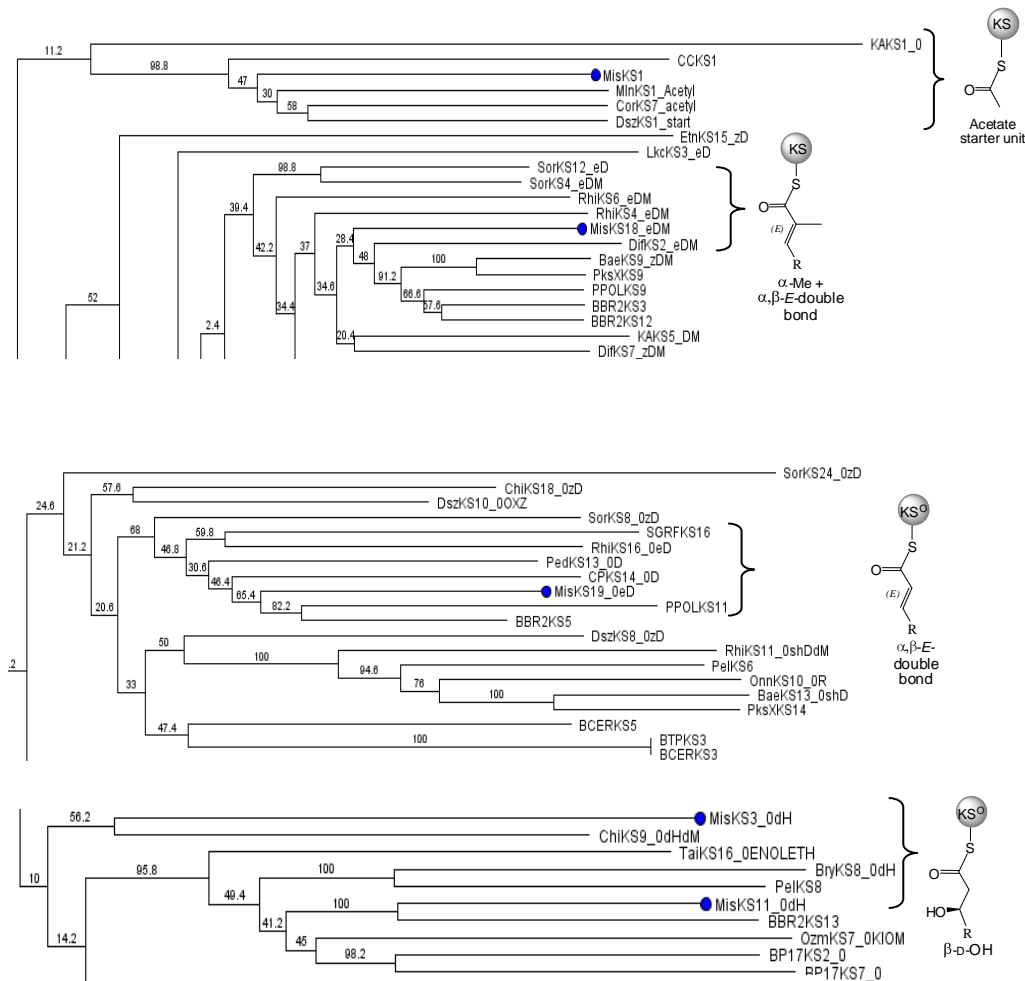 KS
S
O
Acetate
starter unit
11.2
98.8
47
30
58
KAKS1_0
CCKS1
MisKS1
MlnKS1_Acetyl
CorKS7_acetyl
DszKS1_start
EtnKS15_zD
LkcKS3_eD
98.8
SorKS12_eD
SorKS4_eDM
39.4
RhiKS6_eDM
42.2
RhiKS4_eDM
37
28.4
MisKS18_eDM
48
DifKS2_eDM
100
BaeKS9_zDM
91.2
PksXKS9
34.6
66.6
PPOLKS9
34.4
57.6
BBR2KS3
52
BBR2KS12
2.4
20.4
KAKS5_DM
DifKS7_zDM
KS
S
O
(E)
R
α-Me +
α,β-E-double
bond
SorKS24_0zD
24.6
57.6
ChiKS18_0zD
DszKS10_0OXZ
SorKS8_0zD
68
59.8
SGRFKS16
21.2
46.8
RhiKS16_0eD
30.6
PedKS13_0D
46.4
CPKS14_0D
65.4
MisKS19_0eD
82.2
PPOLKS11
20.6
BBR2KS5
50
DszKS8_0zD
100
RhiKS11_0shDdM
94.6
PelKS6
76
OnnKS10_0R
33
100
BaeKS13_0shD
PksXKS14
.2
47.4
BCERKS5
100
BTPKS3
BCERKS3
KSO
S
O
(E)
R
α,β-E-
double
bond
56.2
MisKS3_0dH
ChiKS9_0dHdM
TaiKS16_0ENOLETH
95.8
100
BryKS8_0dH
10
PelKS8
49.4
100
MisKS11_0dH
41.2
BBR2KS13
45
OzmKS7_0KIOM
14.2
98.2
BP17KS2_0
BP17KS7_0
KSO
S
O
HO
R
β-D-OH